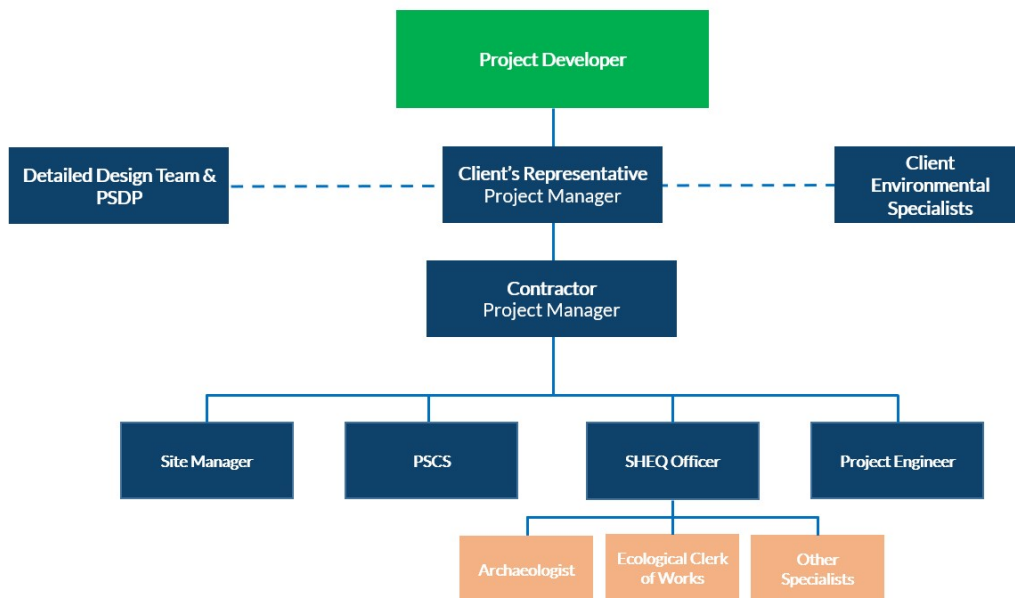 Project Developer
Detailed Design Team &
PSDP
Client's Representative
Project Manager
Client
Environmental
Specialists
Contractor
Project Manager
Site Manager
PSCS
SHEQ Officer
Project Engineer
Archaeologist
Ecological Clerk
of Works
Other
Specialists